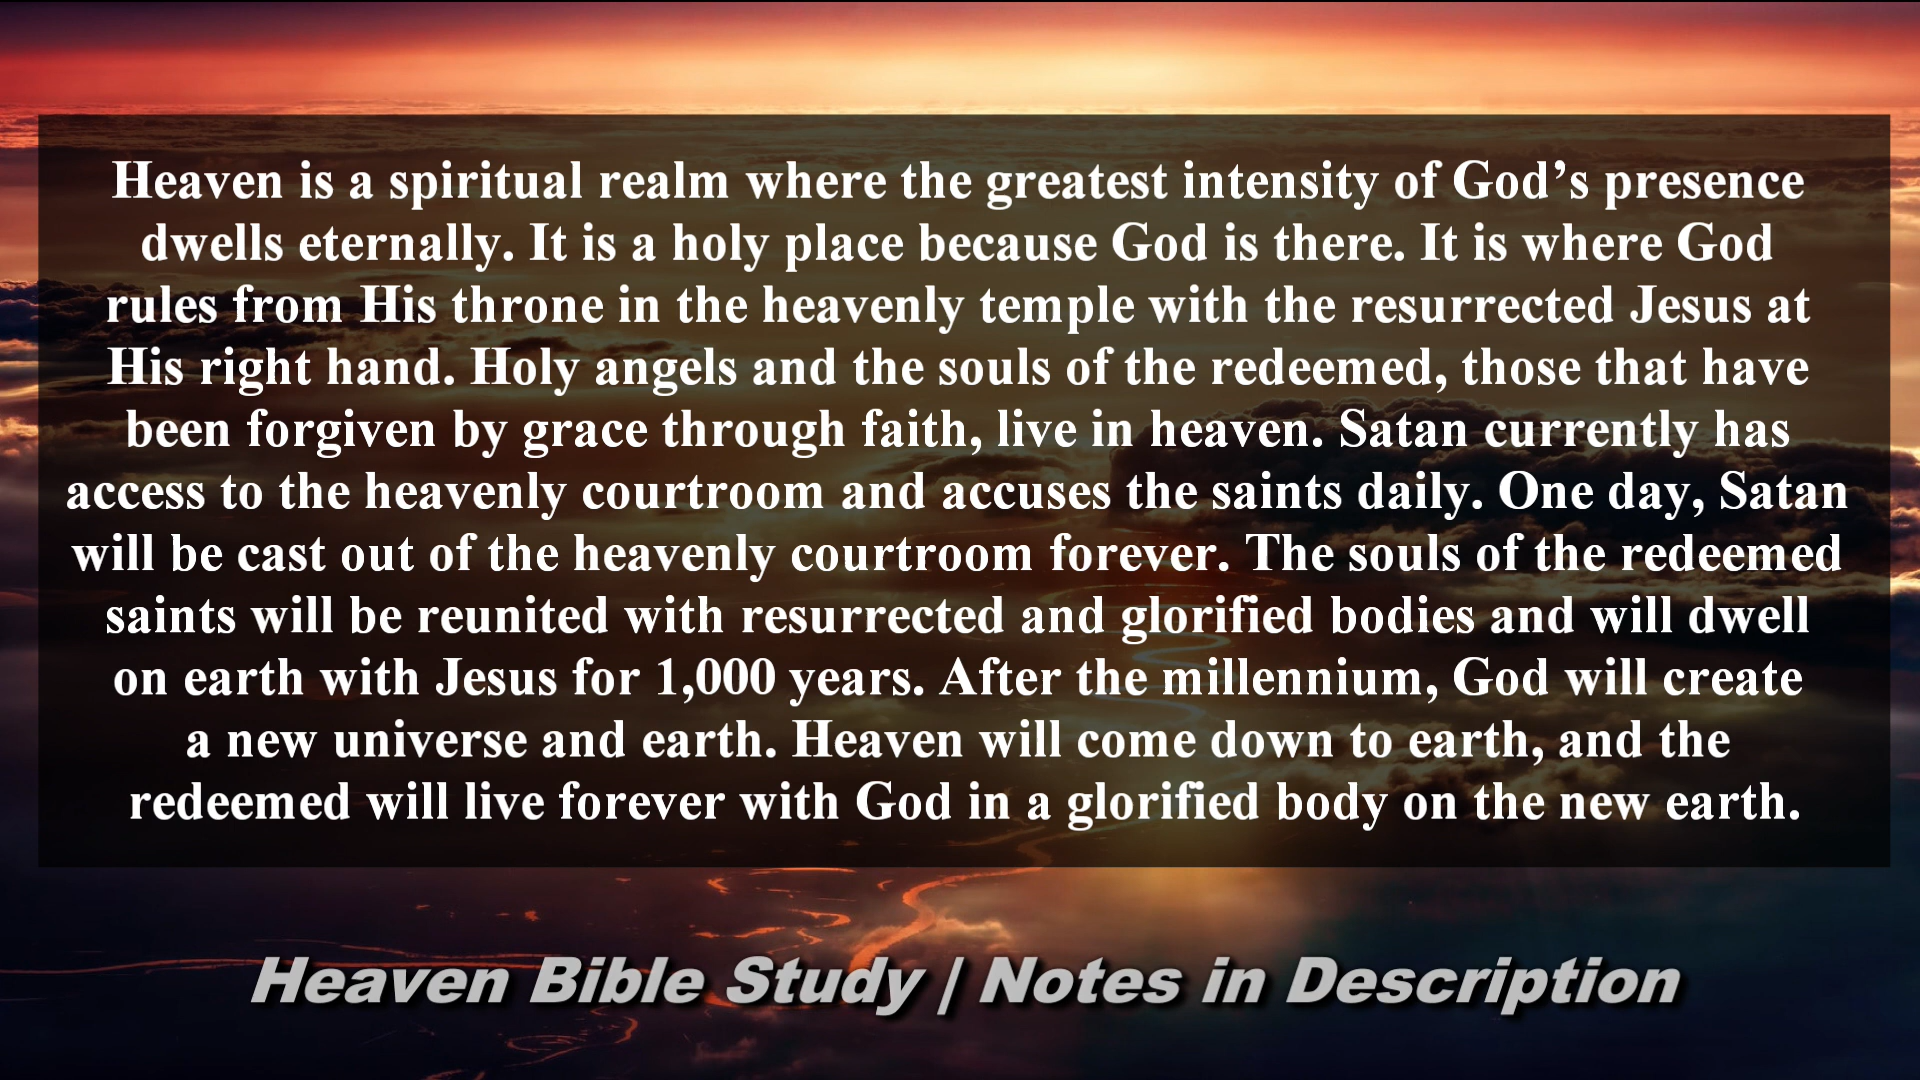 Heaven is a spiritual realm where the greatest intensity of God’s presence
dwells eternally. It is a holy place because God is there. It is where God
rules from His throne in the heavenly temple with the resurrected Jesus at
His right hand. Holy angels and the souls of the redeemed, those that have
been forgiven by grace through faith, live in heaven. Satan currently has
access to the heavenly courtroom and accuses the saints daily. One day, Satan
will be cast out of the heavenly courtroom forever. The souls of the redeemed
saints will be reunited with resurrected and glorified bodies and will dwell
on earth with Jesus for 1,000 years. After the millennium, God will create
a new universe and earth. Heaven will come down to earth, and the
redeemed will live forever with God in a glorified body on the new earth.
Heaven Bible Study | Notes in Description